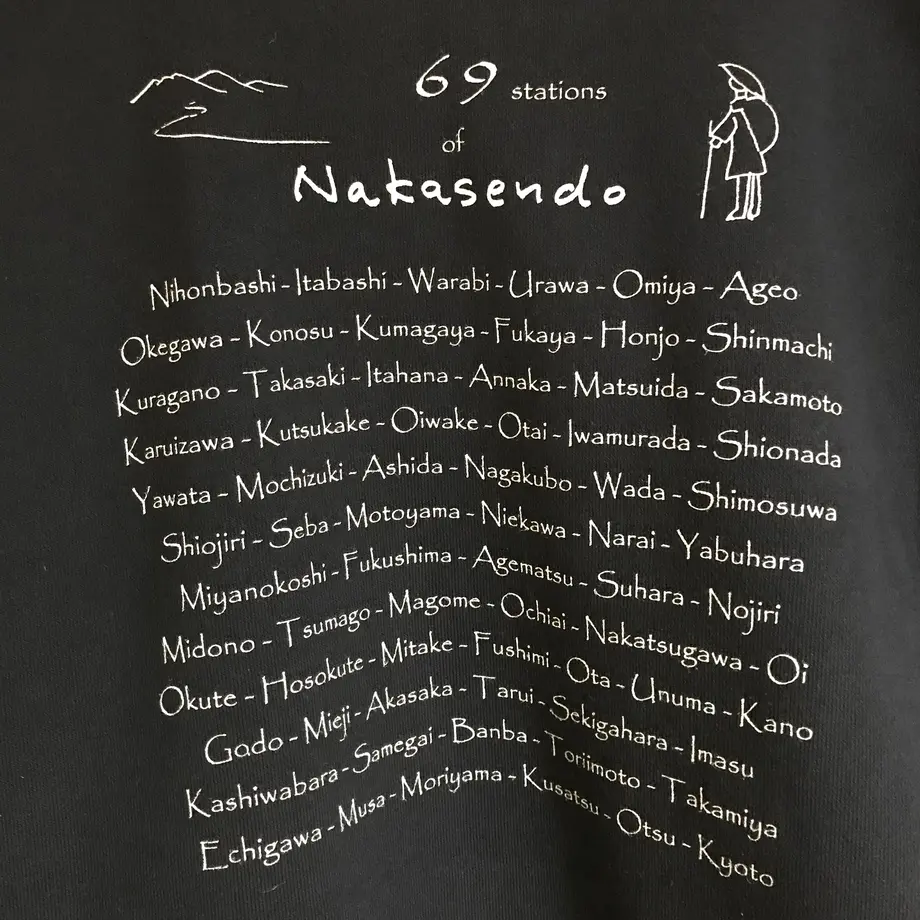 69 stations
of
Nakasendo
Nihonbashi - Itabashi - Warabi - Urawa - Omiya - Ageo
Okegawa - Konosu - Kumagaya - Fukaya - Honjo - Shinmachi
Kuragano - Takasaki - Itahana - Annaka - Matsuida - Sakamoto
Karuizawa - Kutsukake - Oiwake - Otai - Iwamurada - Shionada
Yawata - Mochizuki - Ashida - Nagakubo - Wada - Shimosuwa
Shiojiri - Seba - Motoyama - Niekawa - Narai - Yabuhara
Miyanokoshi - Fukushima - Agematsu - Suhara - Nojiri
Midono - Tsumago - Magome - Ochiai - Nakatsugawa - Oi
Okute - Hosokute - Mitake - Fushimi - Ota - Unuma - Kano
Gado - Mieji - Akasaka - Tarui - Sekigahara - Imasu
Kashiwabara - Samegai - Banba - Toriimoto - Takamiya
Echigawa - Musa - Moriyama - Kusatsu - Otsu - Kyoto